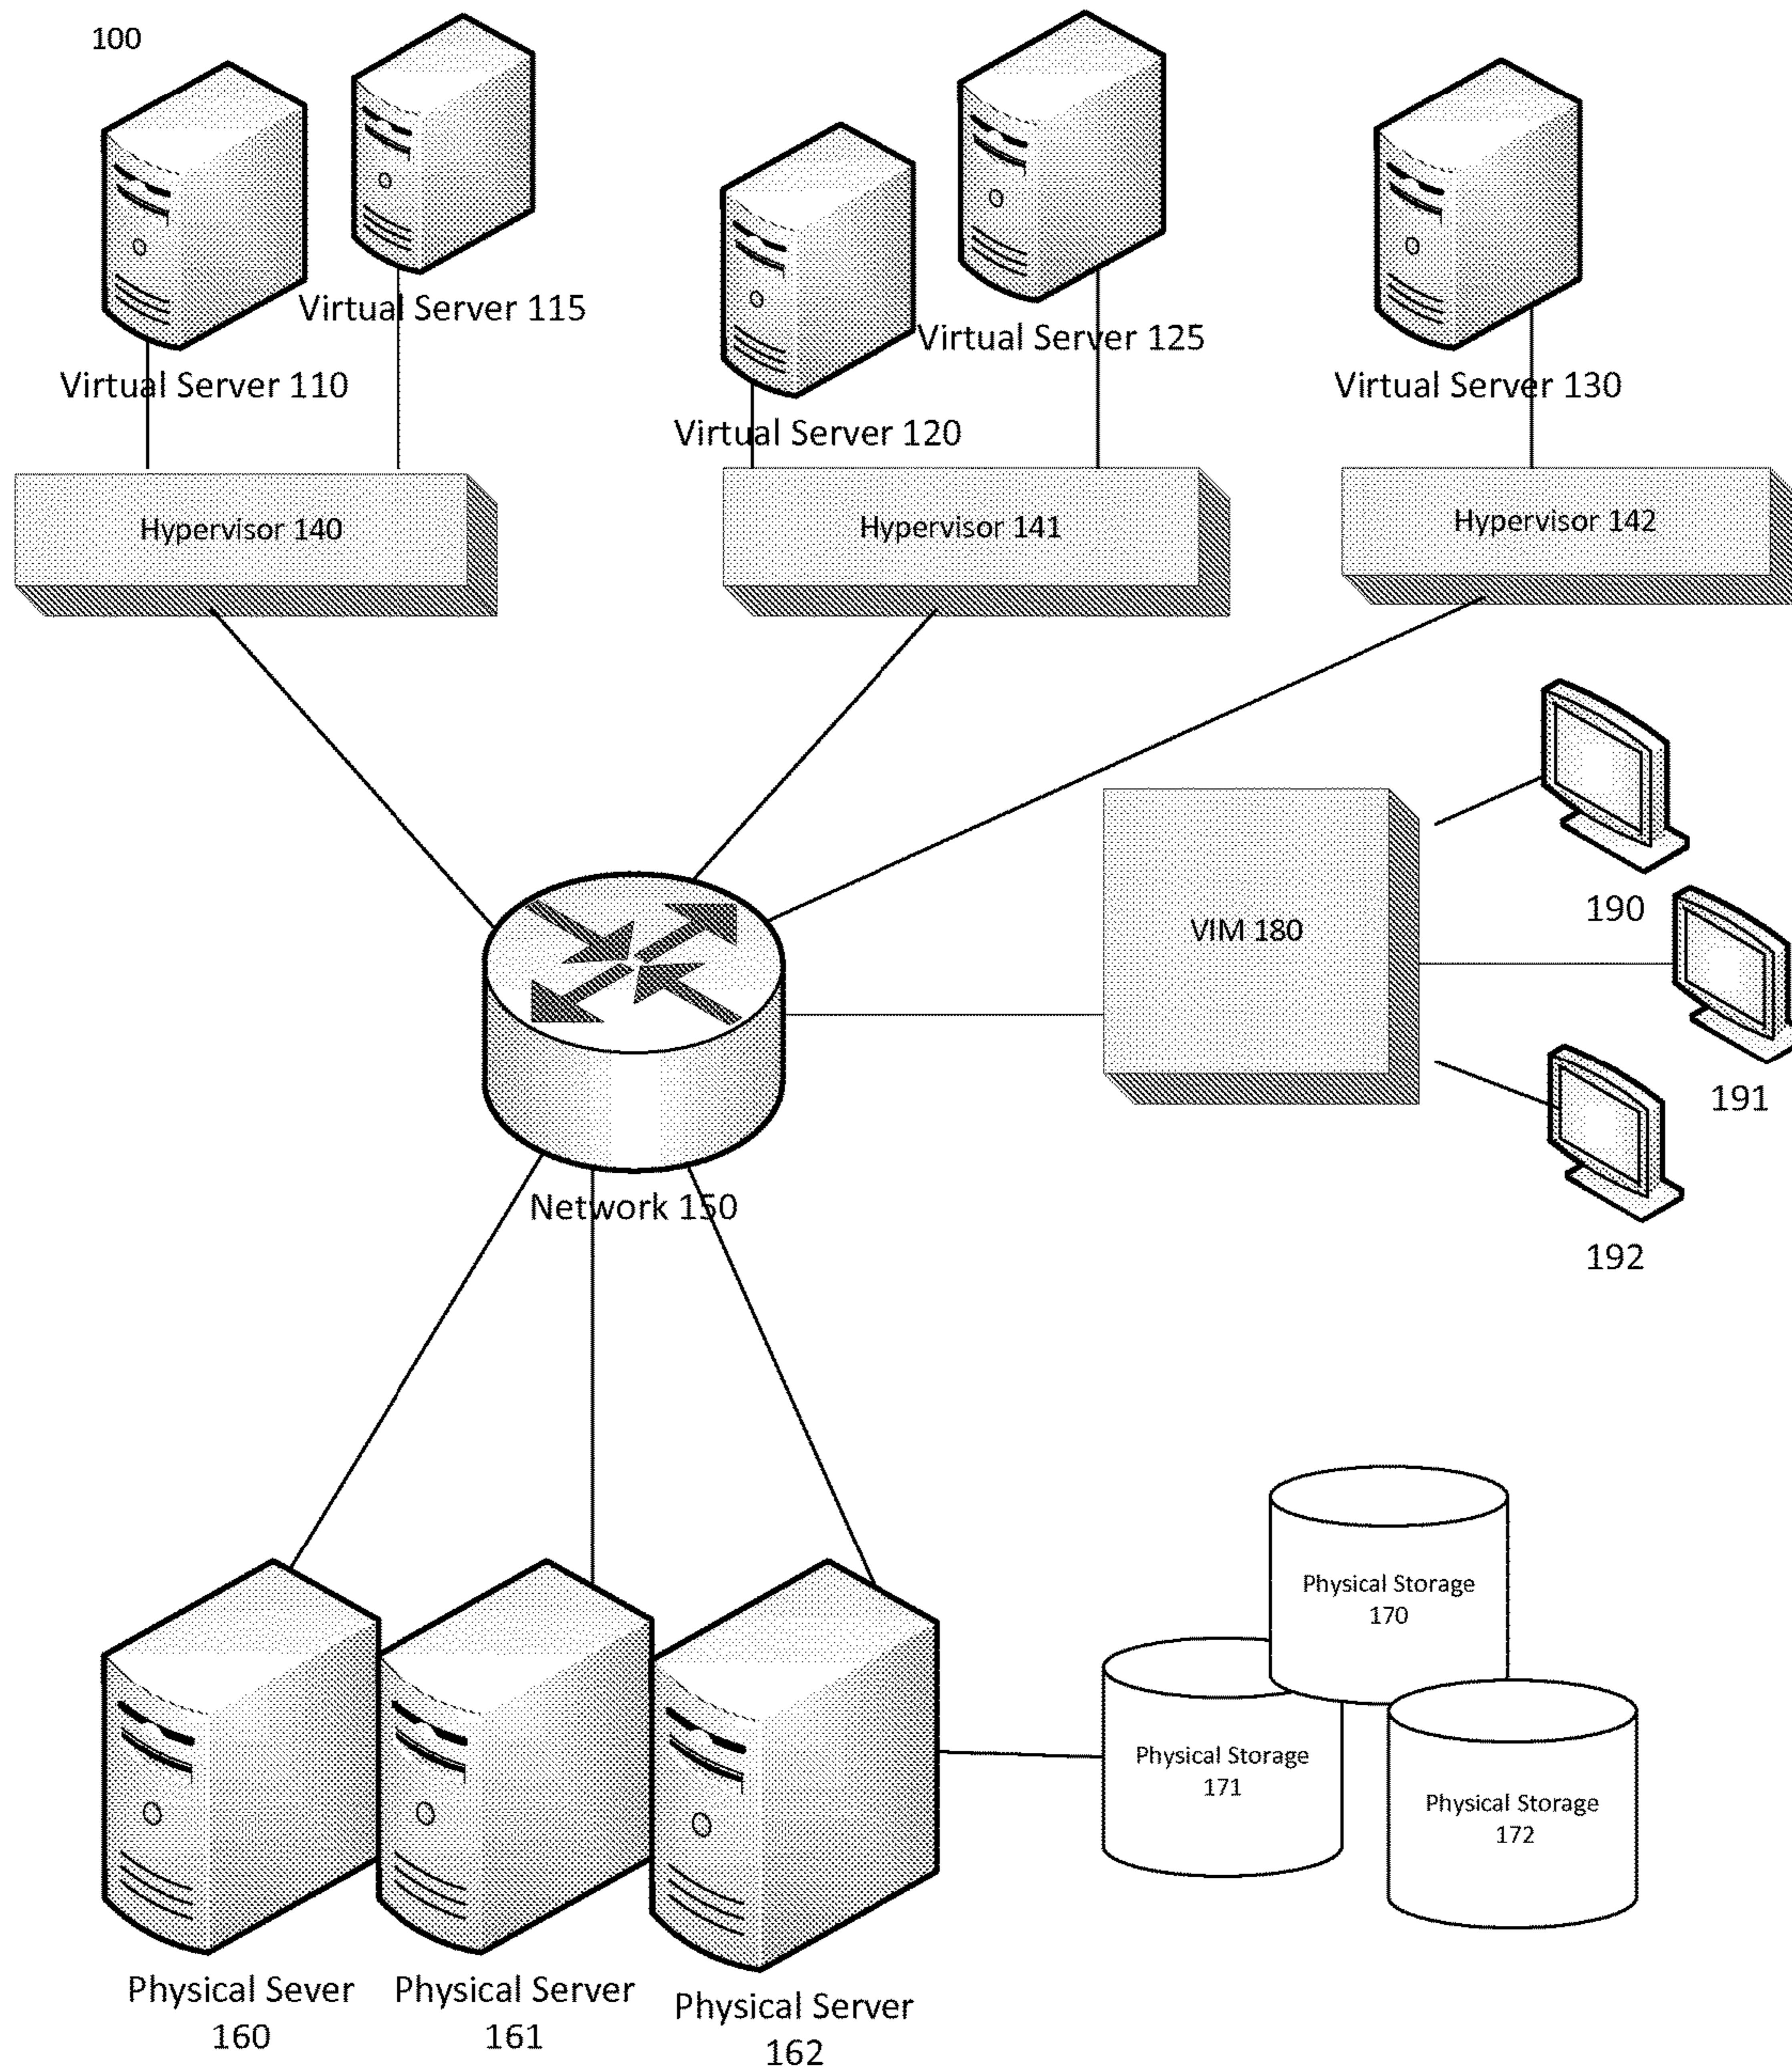 100
Virtual Server 115
Virtual Server 125
Virtual Server 110
Virtual Server 130
Virtual Server 120
Hypervisor 140
Hypervisor 141
Hypervisor 142
190
VIM 180
191
Network 150
192
Physical Storage
170
Physical Storage
171
Physical Storage
172
Physical Sever
160
Physical Server
161
Physical Server
162